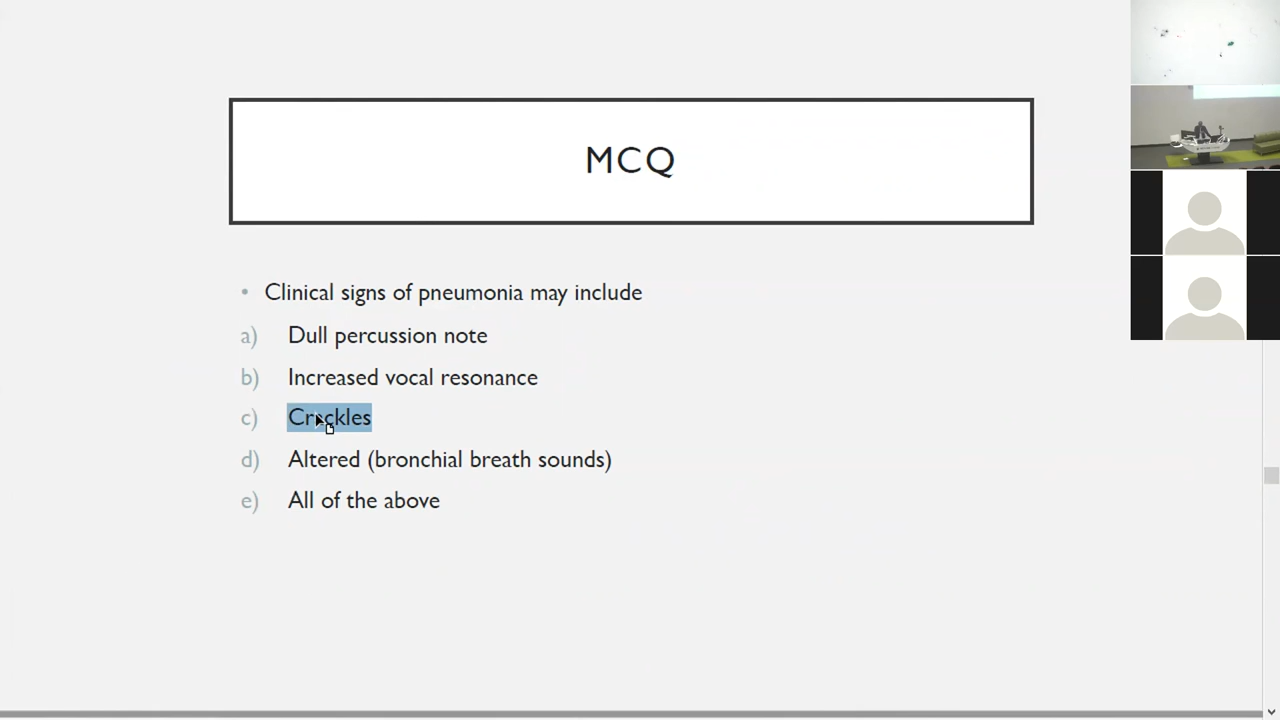 MCQ
• Clinical signs of pneumonia may include
a) Dull percussion note
b) Increased vocal resonance
c) Crackles
d) Altered (bronchial breath sounds)
e) All of the above